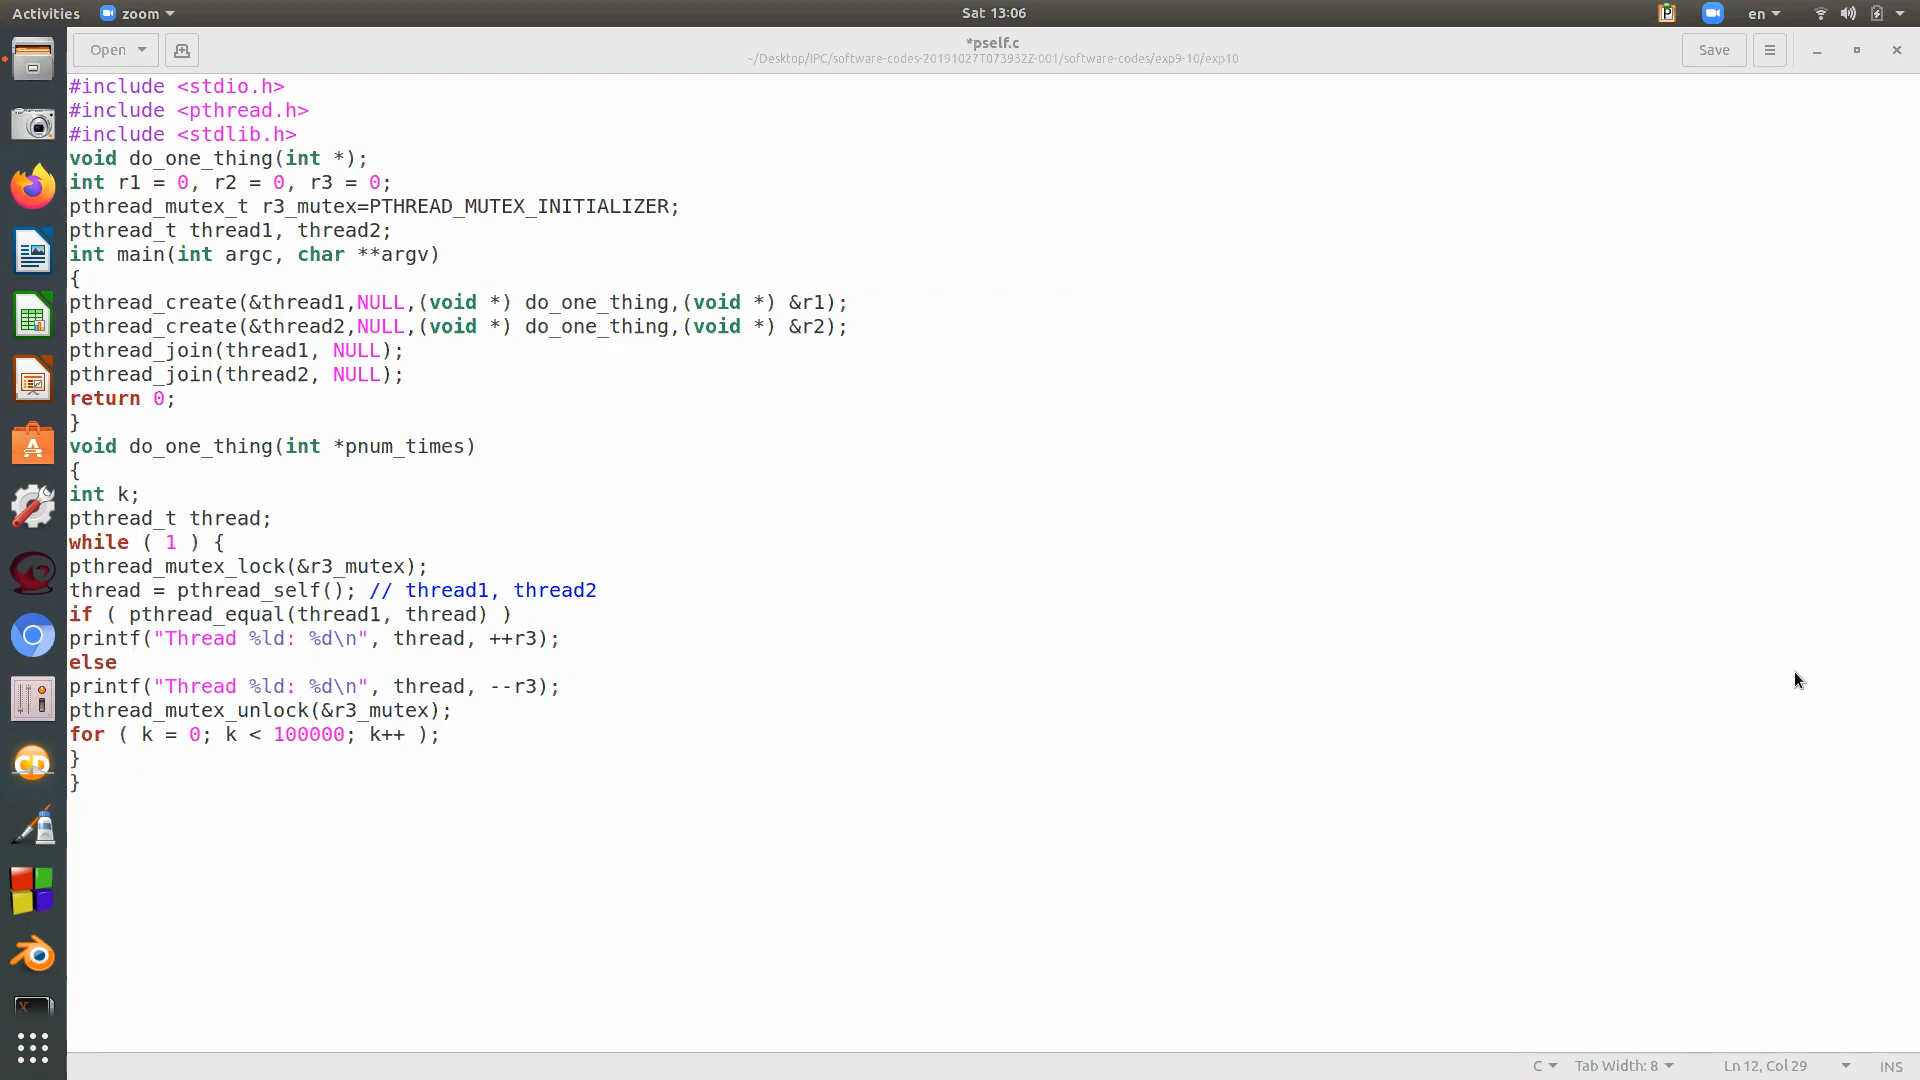 Activities zoom Sat 13:06 en
Open *pself.c Save
~/Desktop/IPC/software-codes-20191027T073932Z-001/software-codes/exp9-10/exp10
#include <stdio.h>
#include <pthread.h>
#include <stdlib.h>
void do_one_thing(int *);
int r1 = 0, r2 = 0, r3 = 0;
pthread_mutex_t r3_mutex=PTHREAD_MUTEX_INITIALIZER;
pthread_t thread1, thread2;
int main(int argc, char **argv)
{
pthread_create(&thread1,NULL,(void *) do_one_thing,(void *) &r1);
pthread_create(&thread2,NULL,(void *) do_one_thing,(void *) &r2);
pthread_join(thread1, NULL);
pthread_join(thread2, NULL);
return 0;
}
void do_one_thing(int *pnum_times)
{
int k;
pthread_t thread;
while ( 1 ) {
pthread_mutex_lock(&r3_mutex);
thread = pthread_self(); // thread1, thread2
if ( pthread_equal(thread1, thread) )
printf("Thread %ld: %d\n", thread, ++r3);
else
printf("Thread %ld: %d\n", thread, --r3);
pthread_mutex_unlock(&r3_mutex);
for ( k = 0; k < 100000; k++ );
}
}
C Tab Width: 8 Ln 12, Col 29 INS